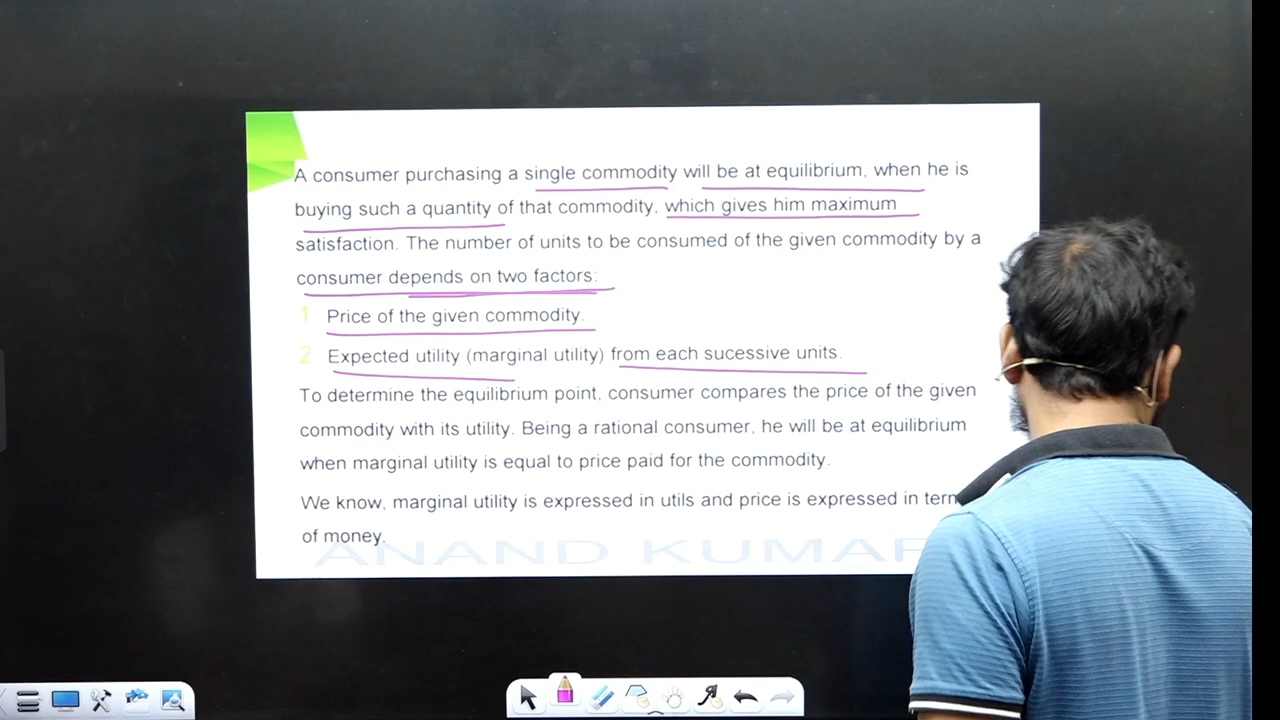 A consumer purchasing a single commodity will be at equilibrium, when he is
buying such a quantity of that commodity, which gives him maximum
satisfaction. The number of units to be consumed of the given commodity by a
consumer depends on two factors:
1 Price of the given commodity.
2 Expected utility (marginal utility) from each sucessive units.
To determine the equilibrium point, consumer compares the price of the given
commodity with its utility. Being a rational consumer, he will be at equilibrium
when marginal utility is equal to price paid for the commodity.
We know, marginal utility is expressed in utils and price is expressed in
of money.
ANAND KUMAR